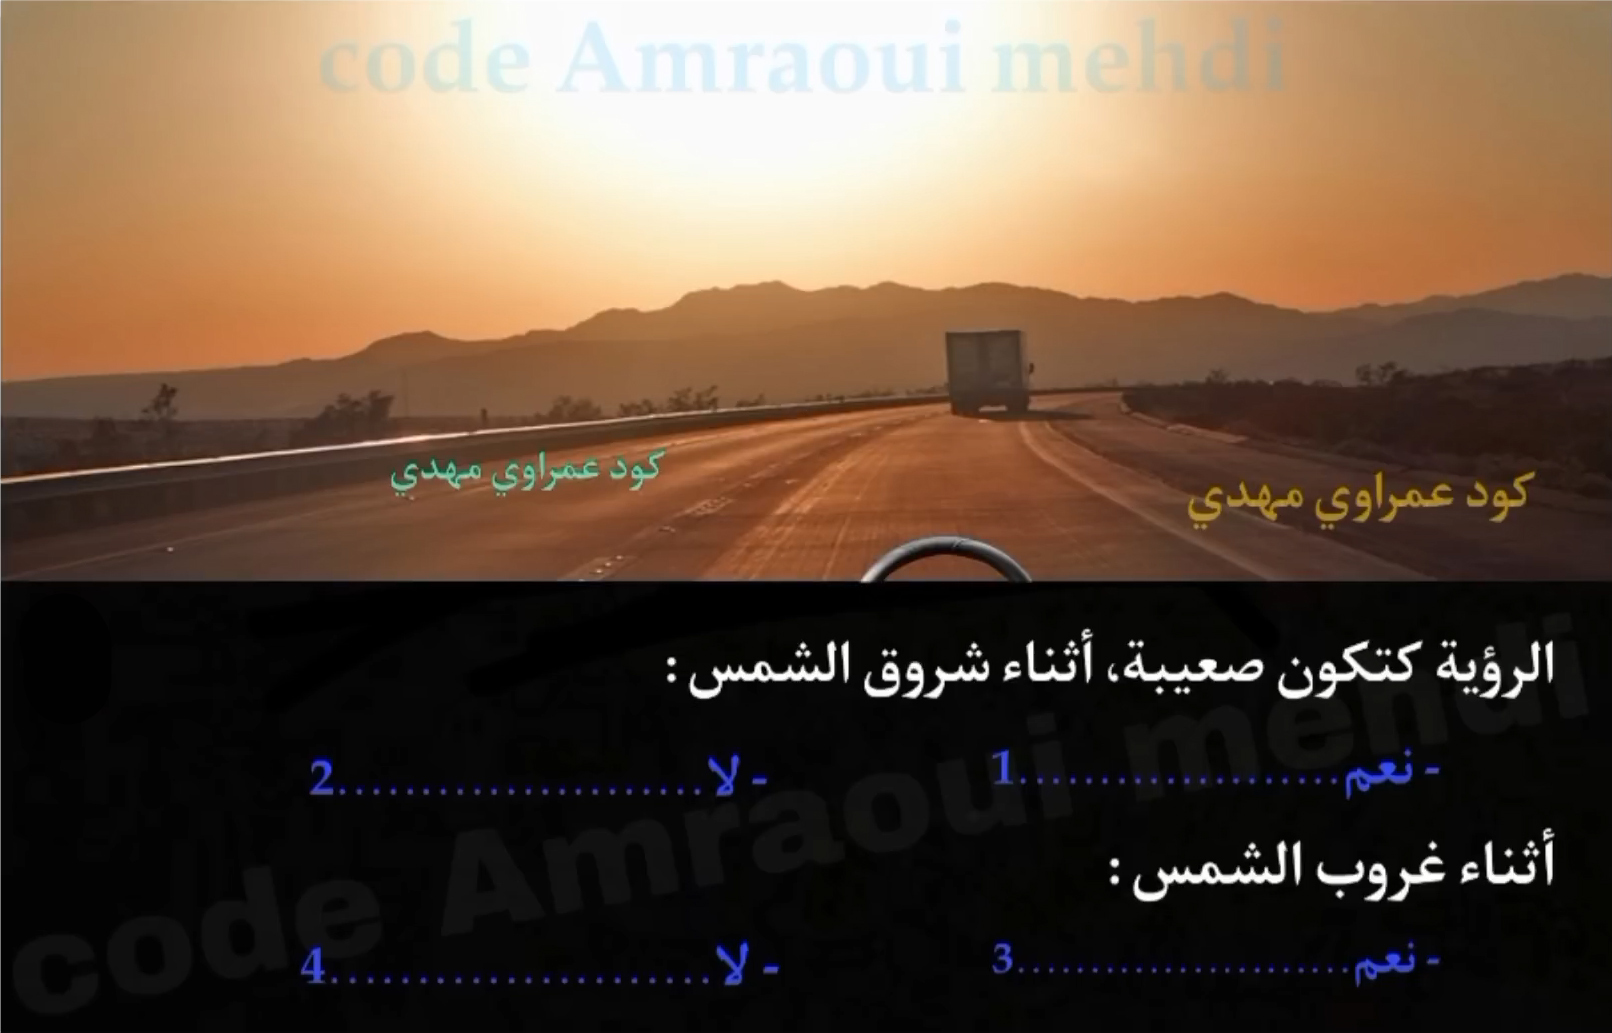 code Amraoui mehdi
كود عمراوي مهدي
كود عمراوي مهدي
الرؤية كتكون صعيبة، أثناء شروق الشمس :
- نعم....................1 - لا......................2
أثناء غروب الشمس :
- نعم.....................3 - لا.......................4
code Amraoui mehdi